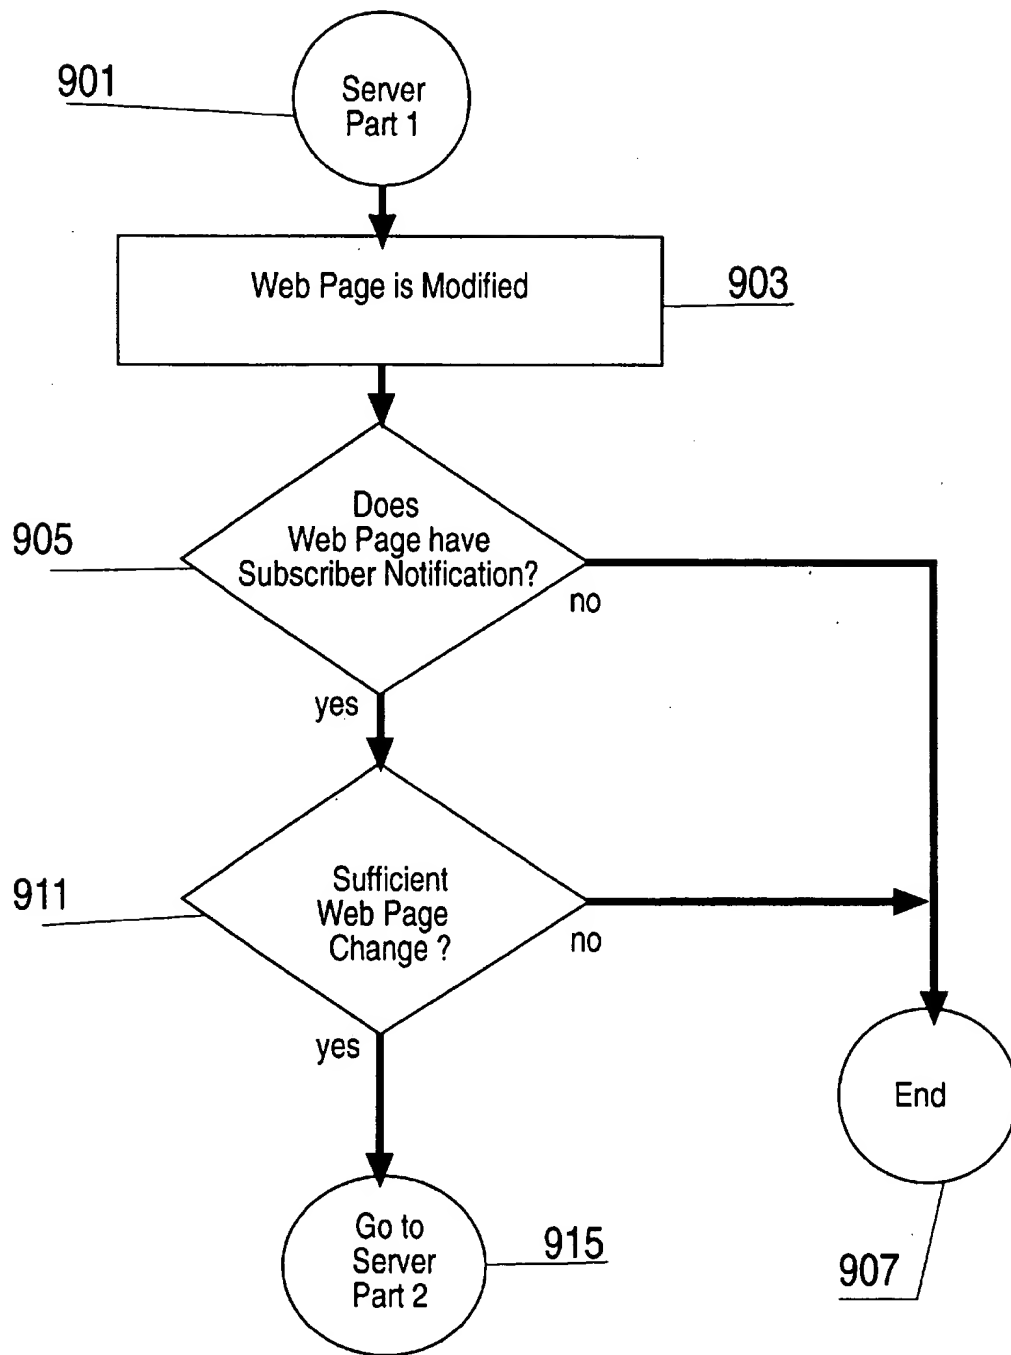 901
Server
Part 1
Web Page is Modified
903
905
Does
Web Page have
Subscriber Notification?
no
yes
911
Sufficient
Web Page
Change ?
no
yes
End
Go to
Server
Part 2
915
907